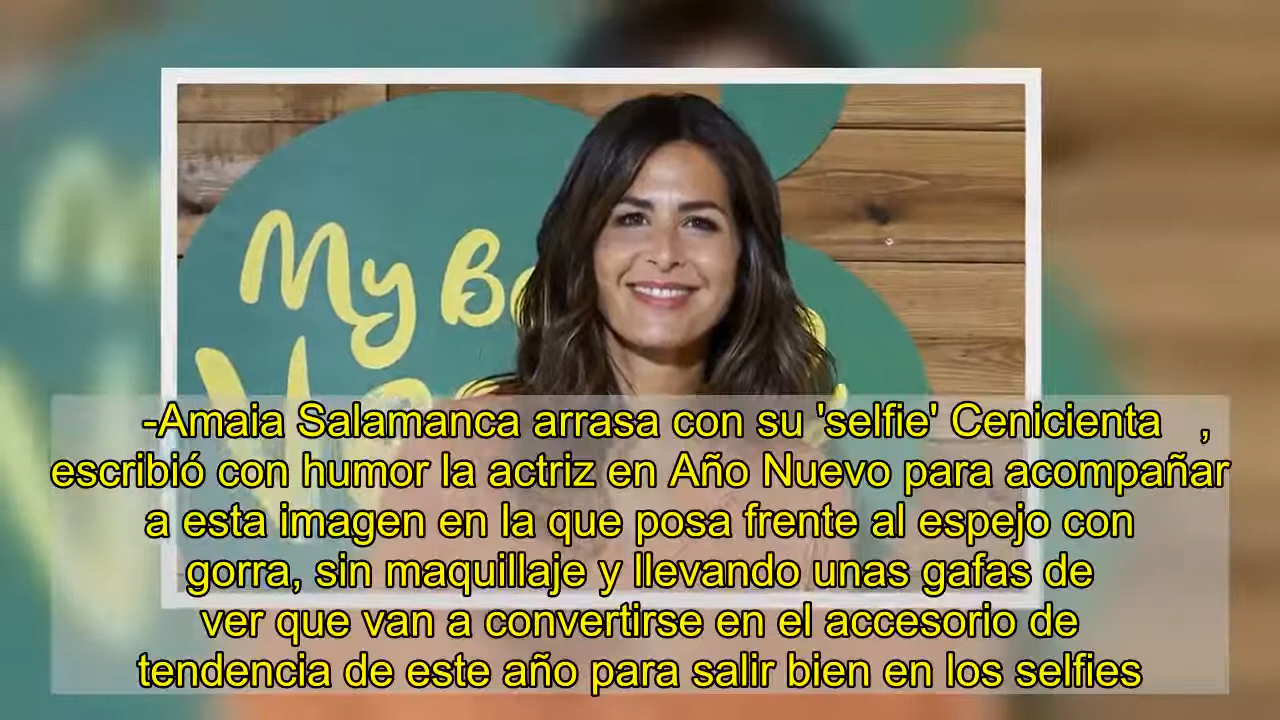 My Be
-Amaia Salamanca arrasa con su 'selfie' Cenicienta ,
escribió con humor la actriz en Año Nuevo para acompañar
a esta imagen en la que posa frente al espejo con
gorra, sin maquillaje y llevando unas gafas de
ver que van a convertirse en el accesorio de
tendencia de este año para salir bien en los selfies